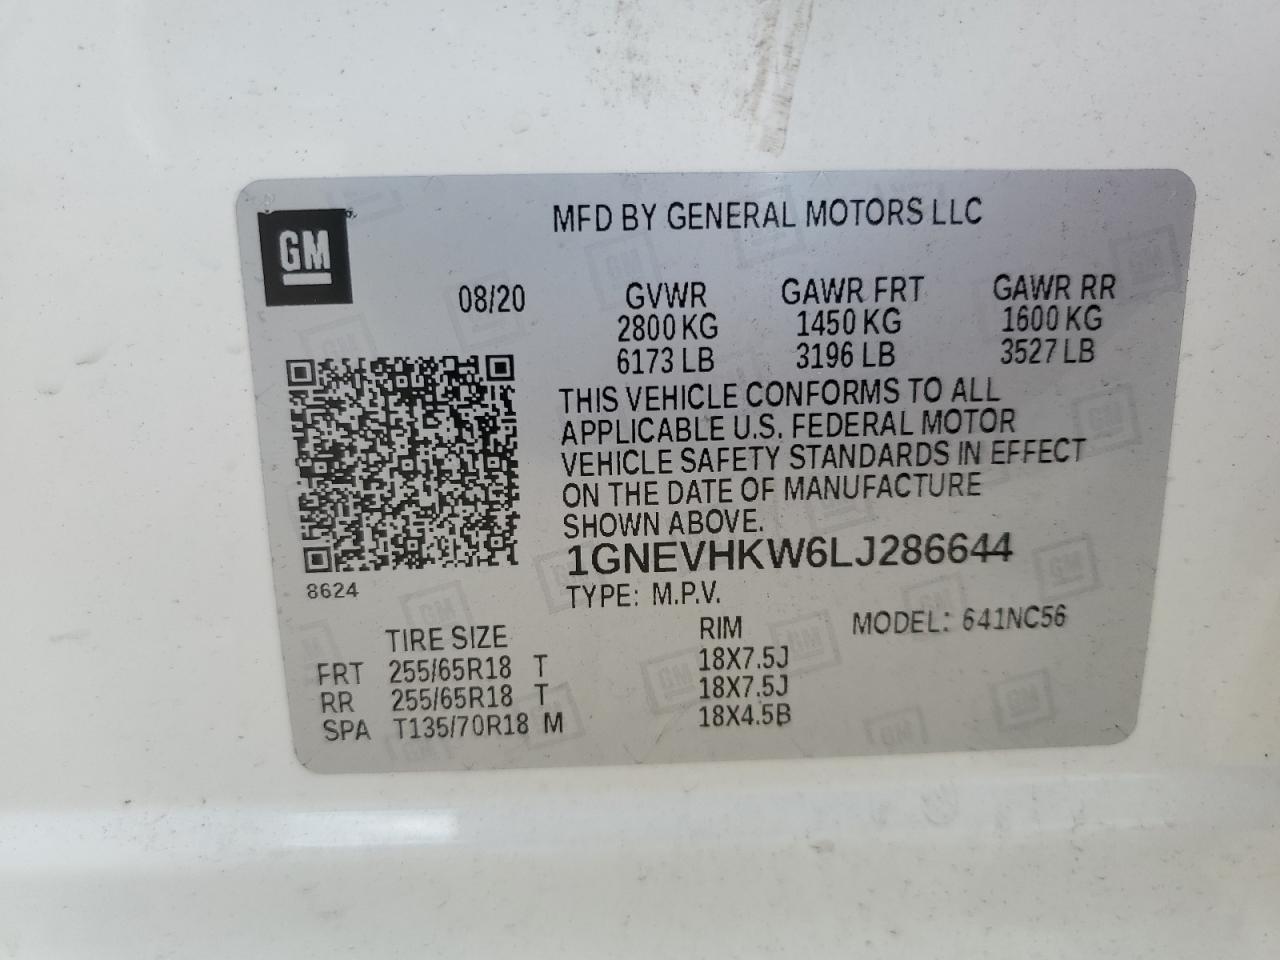 GM
MFD BY GENERAL MOTORS LLC
08/20
GVWR GAWR FRT GAWR RR
2800 KG 1450 KG 1600 KG
6173 LB 3196 LB 3527 LB
THIS VEHICLE CONFORMS TO ALL
APPLICABLE U.S. FEDERAL MOTOR
VEHICLE SAFETY STANDARDS IN EFFECT
ON THE DATE OF MANUFACTURE
SHOWN ABOVE.
1GNEVHKW6LJ286644
8624
TYPE: M.P.V.
MODEL: 641NC56
TIRE SIZE RIM
FRT 255/65R18 T 18X7.5J
RR 255/65R18 T 18X7.5J
SPA T135/70R18 M 18X4.5B